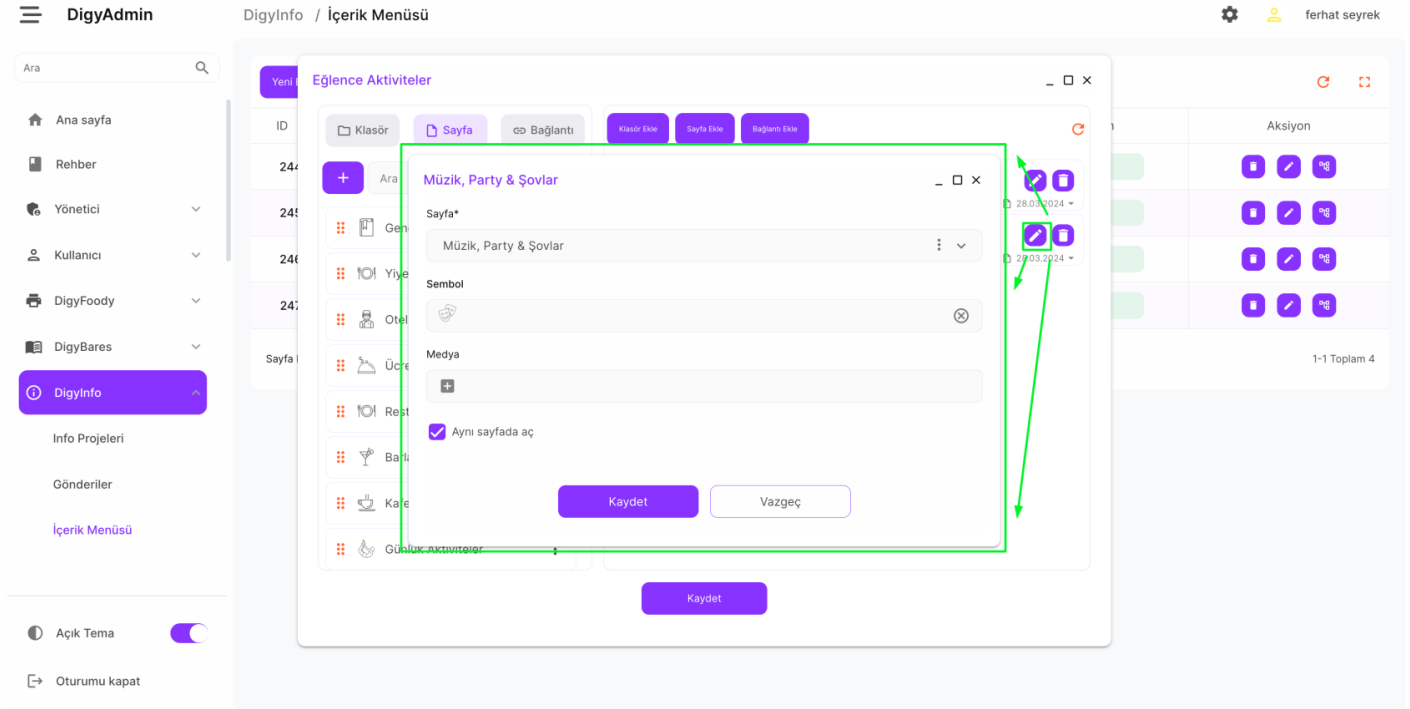 DigyAdmin
DigyInfo / İçerik Menüsü
ferhat seyrek
Ara
Ana sayfa
Rehber
Yönetici
Kullanıcı
DigyFoody
DigyBares
DigyInfo
Info Projeleri
Gönderiler
İçerik Menüsü
Açık Tema
Oturumu kapat
Yeni
ID
Aksiyon
244
245
246
247
Sayfa
1-1 Toplam 4
Eğlence Aktiviteler
Klasör
Sayfa
Bağlantı
Klasör Ekle
Sayfa Ekle
Bağlantı Ekle
Ara
28.03.2024
28.03.2024
Gen
Yiye
Otel
Ücre
Rest
Barla
Kafe
Günlük Aktiviteler
Müzik, Party & Şovlar
Sayfa*
Müzik, Party & Şovlar
Sembol
Medya
Aynı sayfada aç
Kaydet
Vazgeç
Kaydet